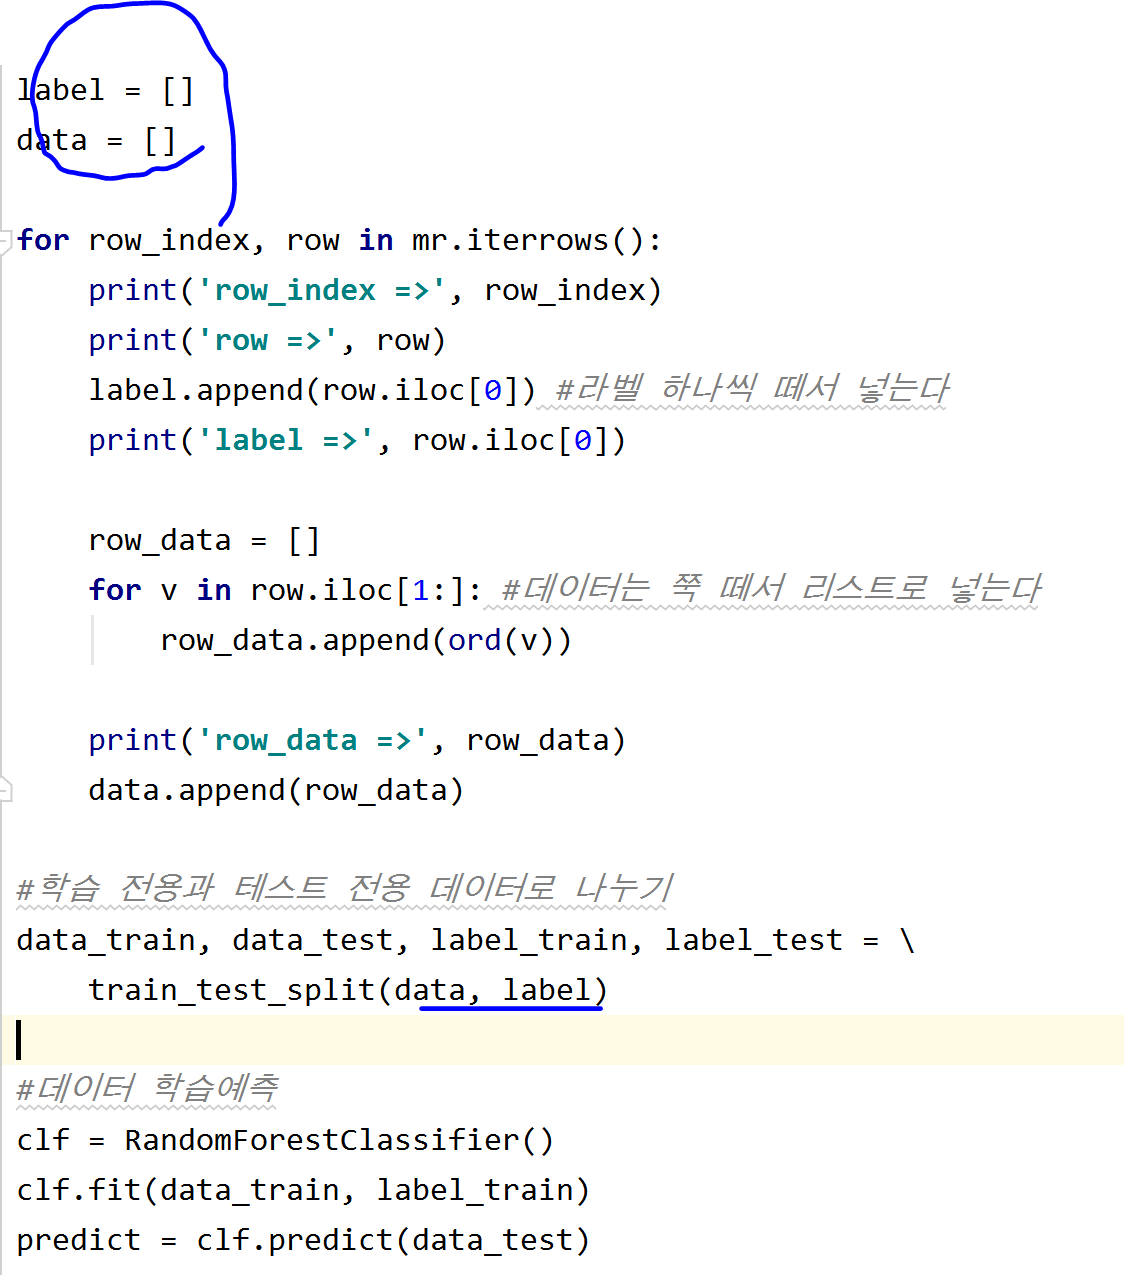 label = []
data = []
for row_index, row in mr.iterrows():
    print('row_index =>', row_index)
    print('row =>', row)
    label.append(row.iloc[0]) #라벨 하나씩 떼서 넣는다
    print('label =>', row.iloc[0])
    row_data = []
    for v in row.iloc[1:]: #데이터는 쭉 떼서 리스트로 넣는다
        row_data.append(ord(v))
    print('row_data =>', row_data)
    data.append(row_data)
#학습 전용과 테스트 전용 데이터로 나누기
data_train, data_test, label_train, label_test = \
    train_test_split(data, label)
#데이터 학습예측
clf = RandomForestClassifier()
clf.fit(data_train, label_train)
predict = clf.predict(data_test)